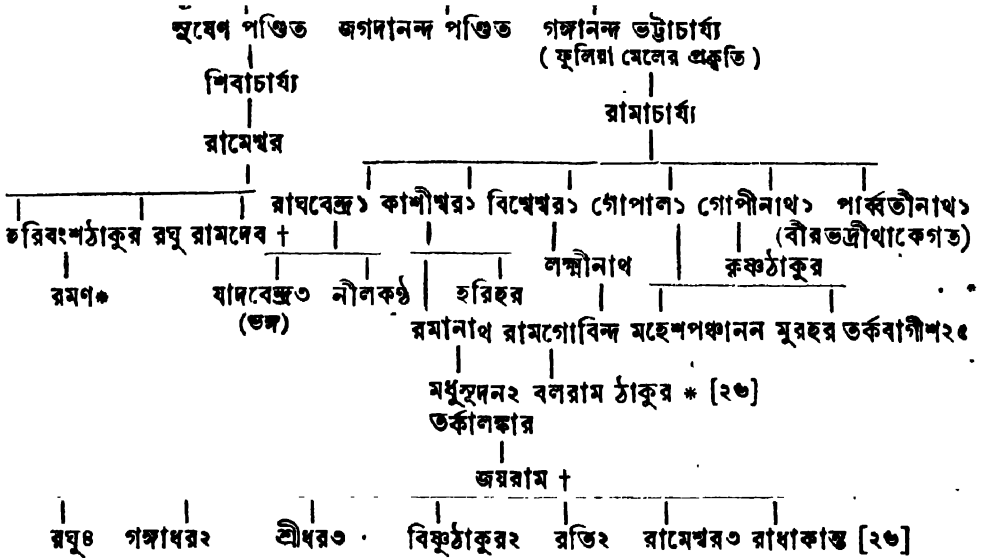 সুষেণ পণ্ডিত জগদানন্দ পণ্ডিত গঙ্গানন্দ ভট্টাচার্য্য
( ফুলিয়া মেলের প্রকৃতি )
শিবাচার্য্য
রামাচার্য্য
রামেশ্বর
রাঘবেন্দ্র১ কাশীশ্বর১ বিশ্বেশ্বর১ গোপাল১ গোপীনাথ১ পার্ব্বতীনাথ১
হরিবংশঠাকুর রঘু রামদেব † (বীরভদ্রীথাকেগত)
লক্ষ্মীনাথ কৃষ্ণঠাকুর
রমণ* যাদবেন্দ্র৩ নীলকণ্ঠ হরিহর
(ভঙ্গ)
রমানাথ রামগোবিন্দ মহেশপঞ্চানন মুরহর তর্কবাগীশ২৫
মধুসূদন২ বলরাম ঠাকুর * [২৬]
তর্কালঙ্কার
জয়রাম †
রঘু৪ গঙ্গাধর২ শ্রীধর৩ বিষ্ণুঠাকুর২ রতি২ রামেশ্বর৩ রাধাকান্ত [২৬]